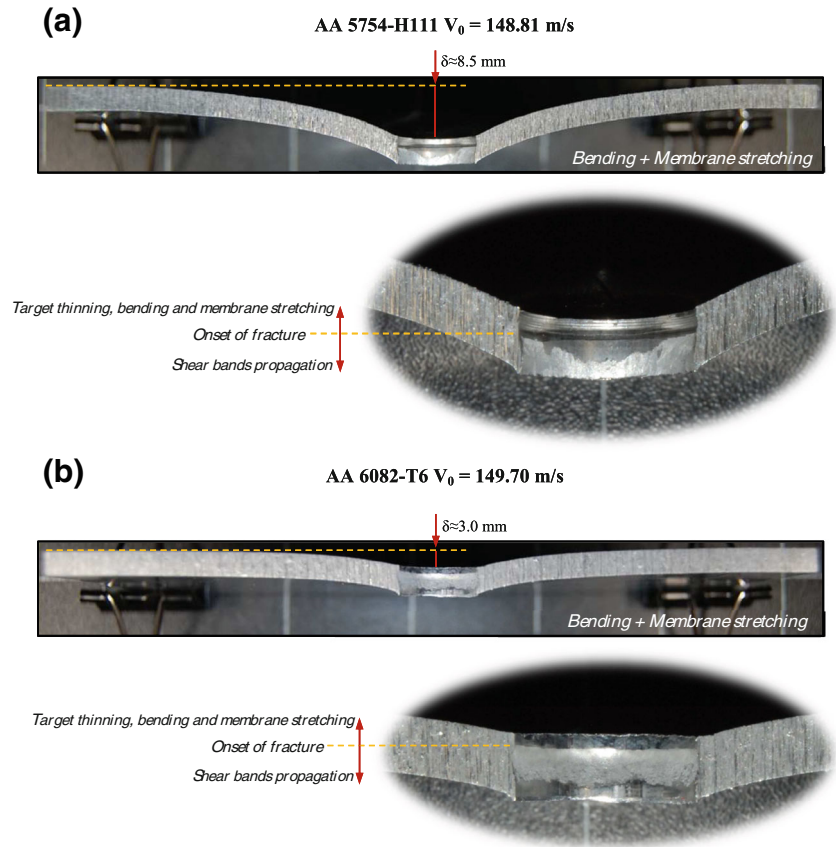 (a)
AA 5754-H111 V₀ = 148.81 m/s
δ≈8.5 mm
Bending + Membrane stretching
Target thinning, bending and membrane stretching
Onset of fracture
Shear bands propagation
(b)
AA 6082-T6 V₀ = 149.70 m/s
δ≈3.0 mm
Bending + Membrane stretching
Target thinning, bending and membrane stretching
Onset of fracture
Shear bands propagation